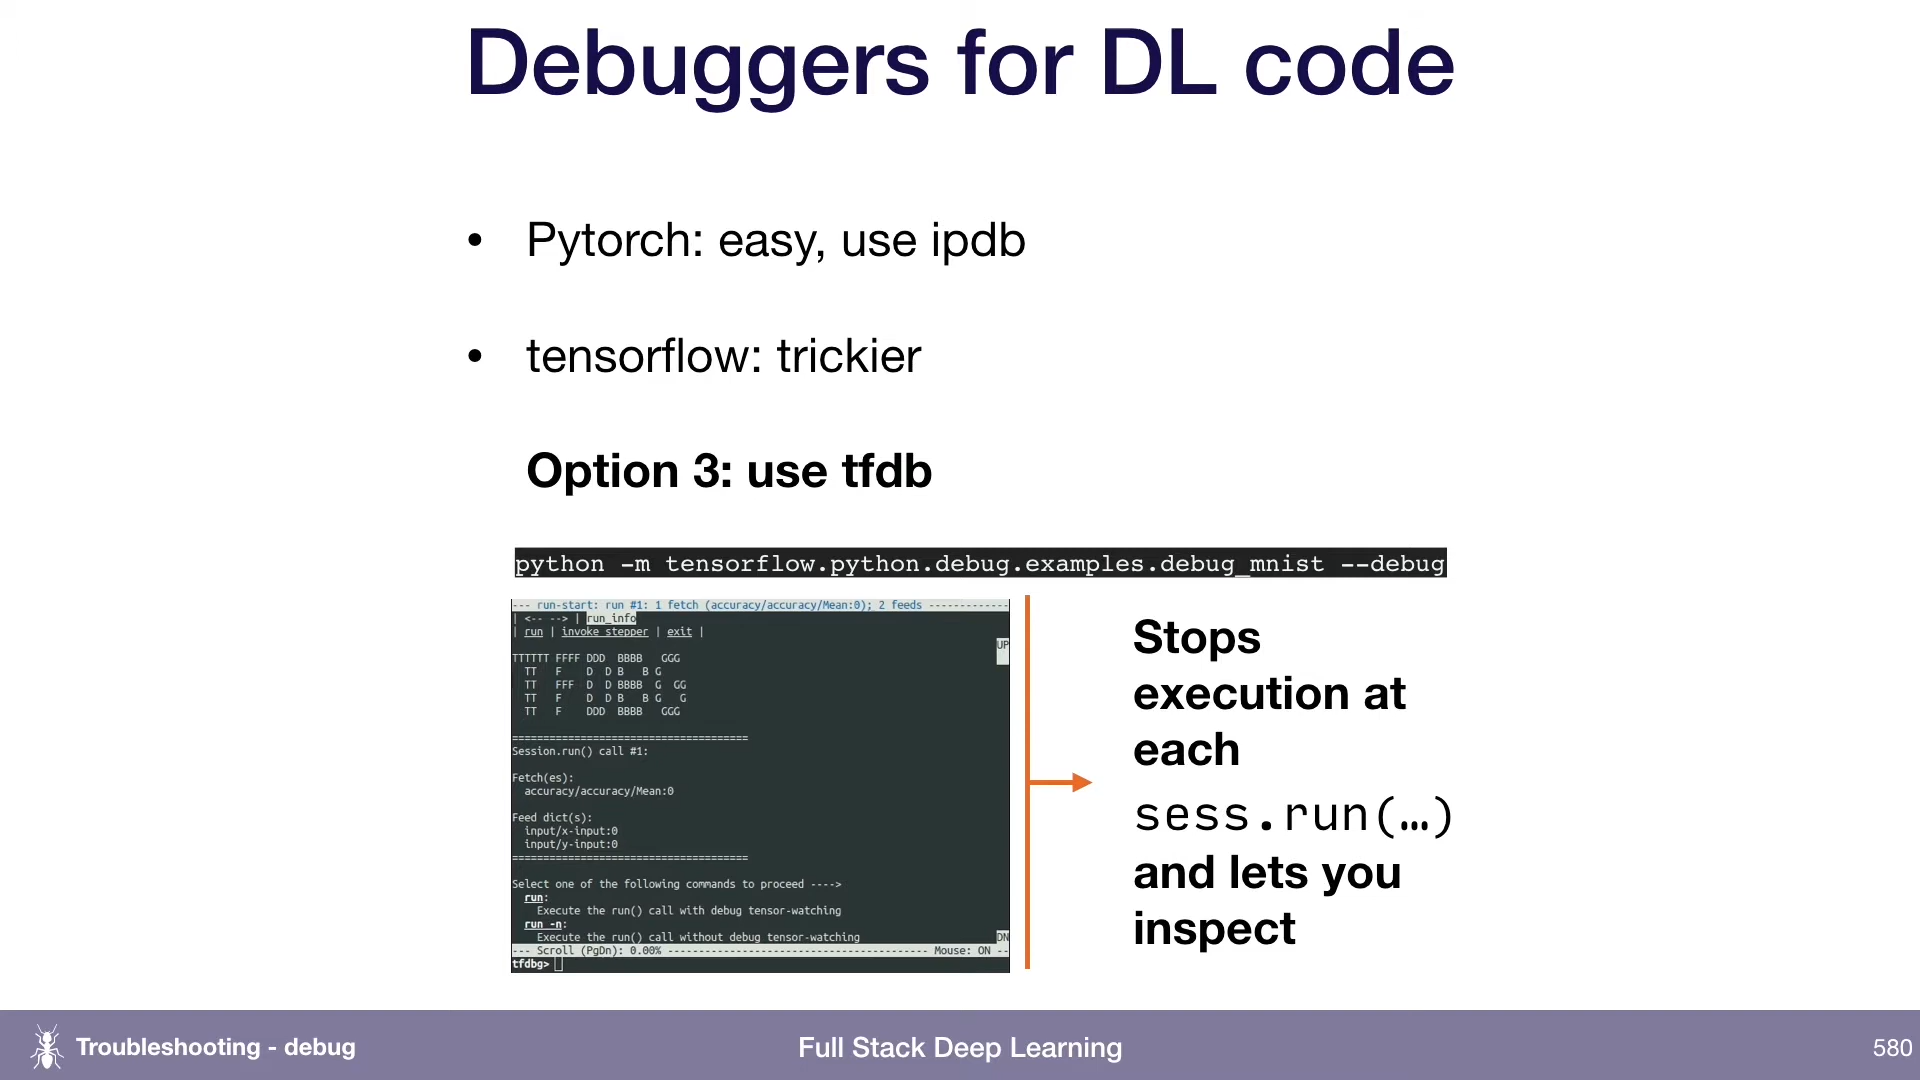 Debuggers for DL code
• Pytorch: easy, use ipdb
• tensorflow: trickier
Option 3: use tfdb
python -m tensorflow.python.debug.examples.debug_mnist --debug
--- run-start: run #1: 1 fetch (accuracy/accuracy/Mean:0); 2 feeds -------------
| <-- --> | run_info
| run | invoke stepper | exit |
UP
TTTTTT FFFF DDD  BBBB   GGG
  TT   F    D  D B   B G
  TT   FFF  D  D BBBB  G  GG
  TT   F    D  D B   B G   G
  TT   F    DDD  BBBB   GGG
======================================
Session.run() call #1:
Fetch(es):
  accuracy/accuracy/Mean:0
Feed dict(s):
  input/x-input:0
  input/y-input:0
======================================
Select one of the following commands to proceed ---->
  run:
    Execute the run() call with debug tensor-watching
  run -n:
    Execute the run() call without debug tensor-watching
DN
--- Scroll (PgDn): 0.00% ------------------------------------------ Mouse: ON --
tfdbg>
Stops
execution at
each
sess.run(…)
and lets you
inspect
Troubleshooting - debug
Full Stack Deep Learning
580